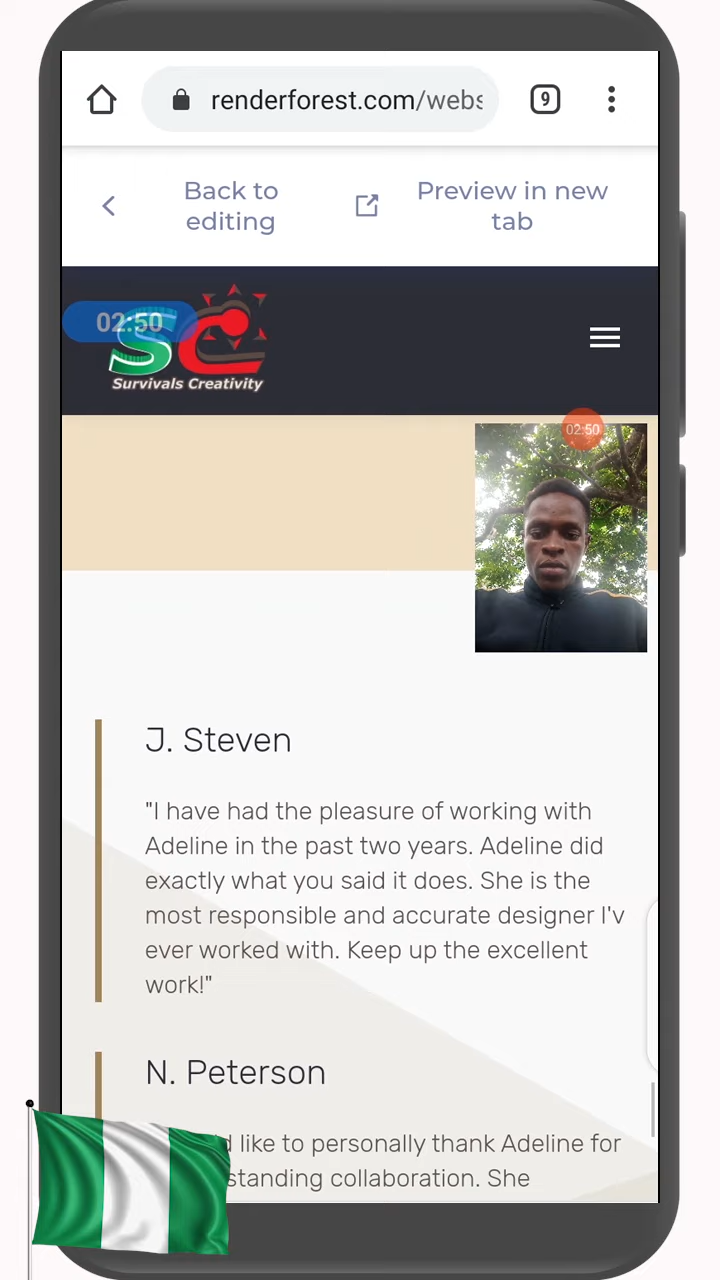 renderforest.com/webs
9
Back to
editing
Preview in new
tab
02:50
SC
Survivals Creativity
02:50
J. Steven
"I have had the pleasure of working with
Adeline in the past two years. Adeline did
exactly what you said it does. She is the
most responsible and accurate designer I'v
ever worked with. Keep up the excellent
work!"
N. Peterson
like to personally thank Adeline for
collaboration. She